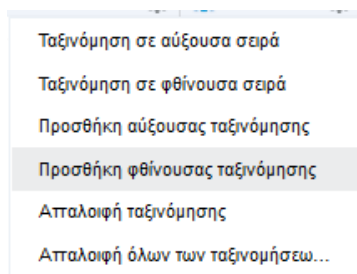 Ταξινόμηση σε αύξουσα σειρά
Ταξινόμηση σε φθίνουσα σειρά
Προσθήκη αύξουσας ταξινόμησης
Προσθήκη φθίνουσας ταξινόμησης
Απαλοιφή ταξινόμησης
Απαλοιφή όλων των ταξινομήσεω...